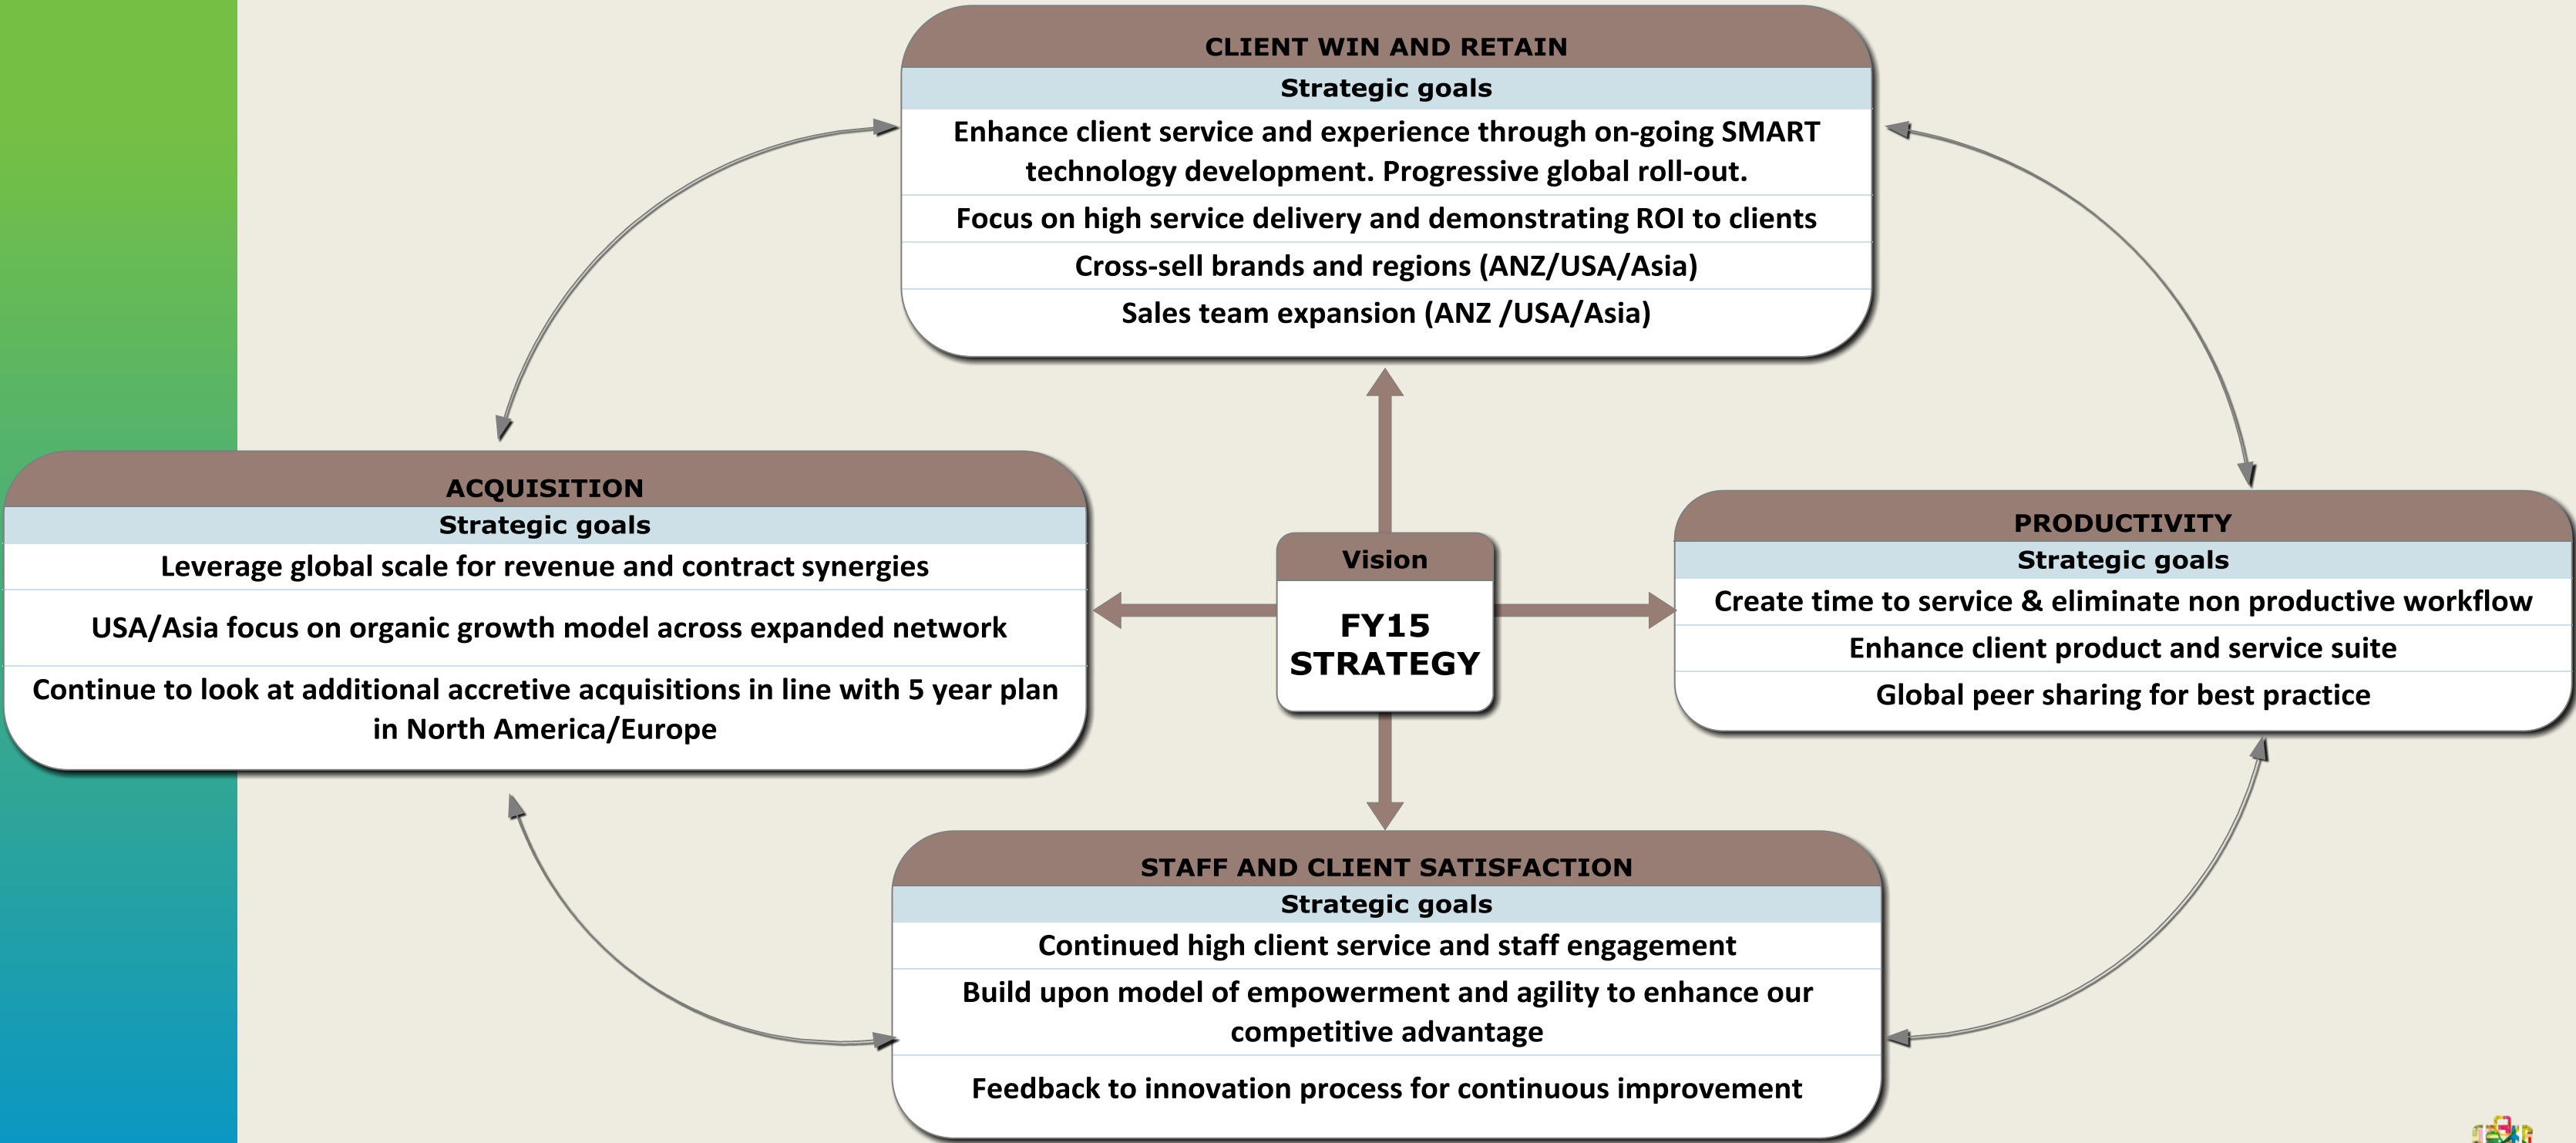 CLIENT WIN AND RETAIN
Strategic goals
Enhance client service and experience through on-going SMART
technology development. Progressive global roll-out.
Focus on high service delivery and demonstrating ROI to clients
Cross-sell brands and regions (ANZ/USA/Asia)
Sales team expansion (ANZ /USA/Asia)
ACQUISITION
Strategic goals
Leverage global scale for revenue and contract synergies
USA/Asia focus on organic growth model across expanded network
Continue to look at additional accretive acquisitions in line with 5 year plan
in North America/Europe
Vision
FY15
STRATEGY
PRODUCTIVITY
Strategic goals
Create time to service & eliminate non productive workflow
Enhance client product and service suite
Global peer sharing for best practice
STAFF AND CLIENT SATISFACTION
Strategic goals
Continued high client service and staff engagement
Build upon model of empowerment and agility to enhance our
competitive advantage
Feedback to innovation process for continuous improvement